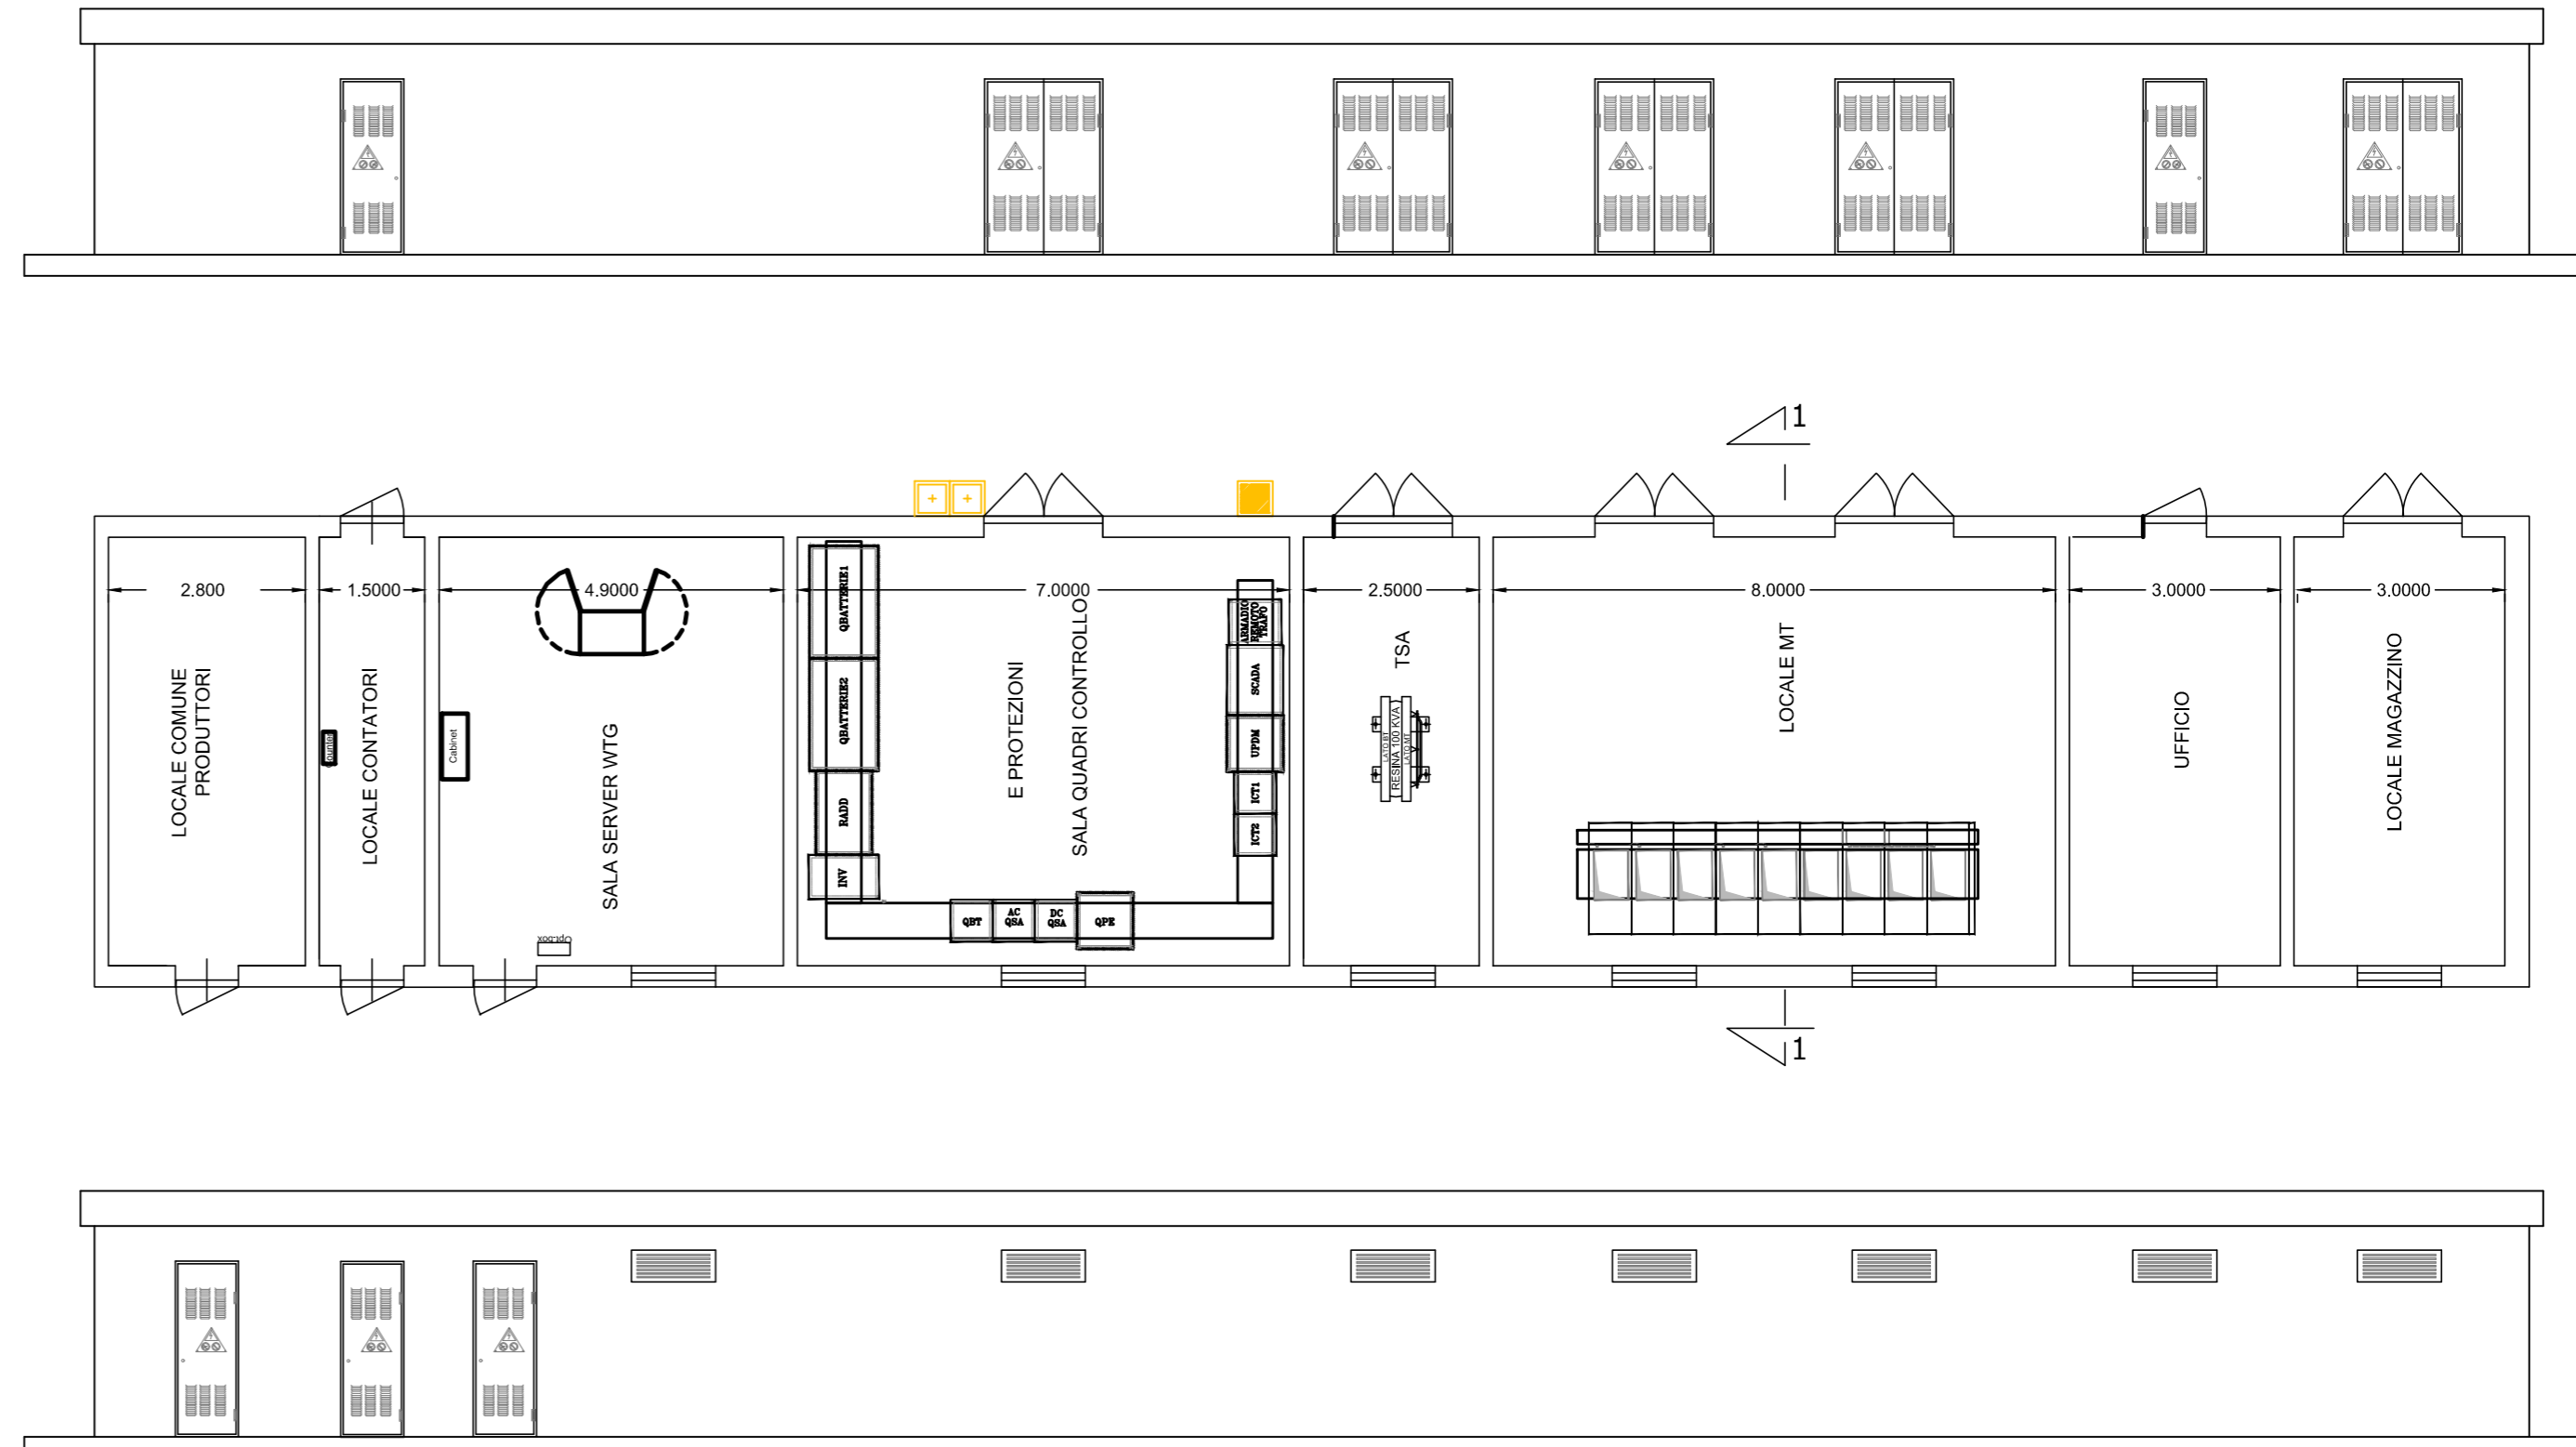 1
2.800
1.5000
4.9000
7.0000
2.5000
8.0000
3.0000
3.0000
LOCALE COMUNE
PRODUTTORI
LOCALE CONTATORI
Cabinet
SALA SERVER WTG
Opt-box
QBATTERIE1
QBATTERIE2
RADD
INV
E PROTEZIONI
SALA QUADRI CONTROLLO
QBT
AC
QSA
DC
QSA
QPE
ARMADIO
REMOTO
TRAFO
SCADA
UPDM
ICT1
ICT2
TSA
LATO BT
RESINA 100 KVA
LATO MT
LOCALE MT
UFFICIO
LOCALE MAGAZZINO
1